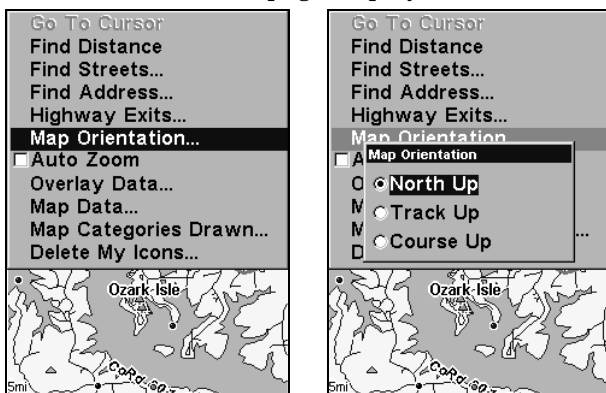 Go To Cursor
Find Distance
Find Streets...
Find Address...
Highway Exits...
Map Orientation...
Auto Zoom
Overlay Data...
Map Data...
Map Categories Drawn...
Delete My Icons...
Ozark Isle
5mi
Go To Cursor
Find Distance
Find Streets...
Find Address...
Highway Exits...
Map Orientation
Map Orientation
North Up
Track Up
Course Up
Ozark Isle
5mi